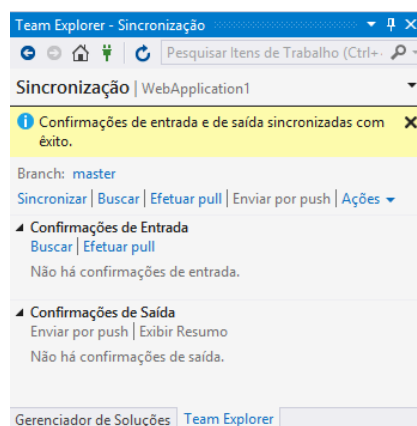 Team Explorer - Sincronização
Pesquisar Itens de Trabalho (Ctrl+
Sincronização | WebApplication1
Confirmações de entrada e de saída sincronizadas com
êxito.
Branch: master
Sincronizar | Buscar | Efetuar pull | Enviar por push | Ações
Confirmações de Entrada
Buscar | Efetuar pull
Não há confirmações de entrada.
Confirmações de Saída
Enviar por push | Exibir Resumo
Não há confirmações de saída.
Gerenciador de Soluções Team Explorer